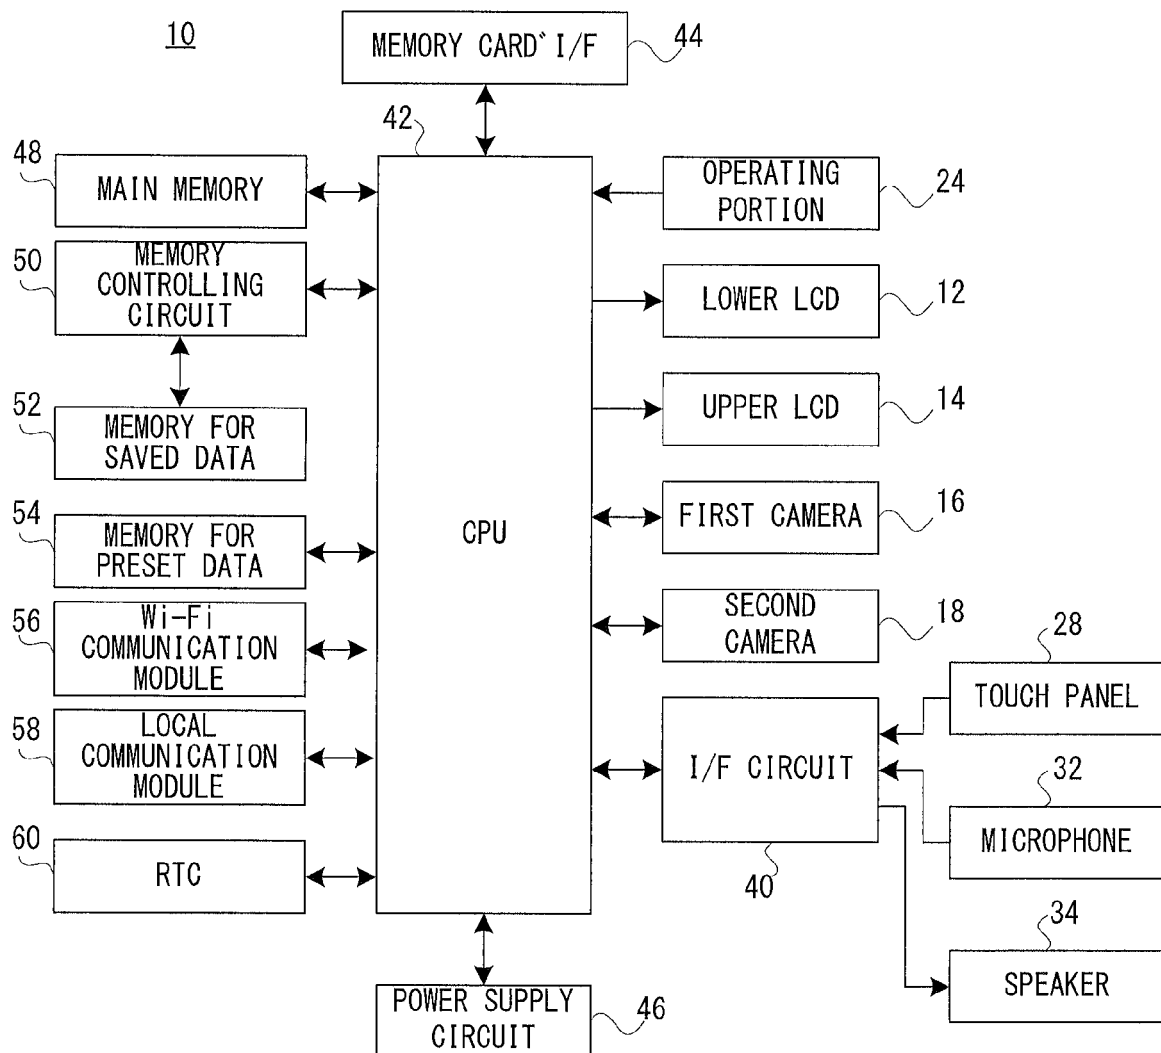 10
MEMORY CARD`I/F
44
42
48
MAIN MEMORY
OPERATING
PORTION
24
50
MEMORY
CONTROLLING
CIRCUIT
LOWER LCD
12
52
MEMORY FOR
SAVED DATA
UPPER LCD
14
54
MEMORY FOR
PRESET DATA
CPU
FIRST CAMERA
16
56
Wi-Fi
COMMUNICATION
MODULE
SECOND
CAMERA
18
28
TOUCH PANEL
58
LOCAL
COMMUNICATION
MODULE
I/F CIRCUIT
40
32
MICROPHONE
60
RTC
34
SPEAKER
POWER SUPPLY
CIRCUIT
46